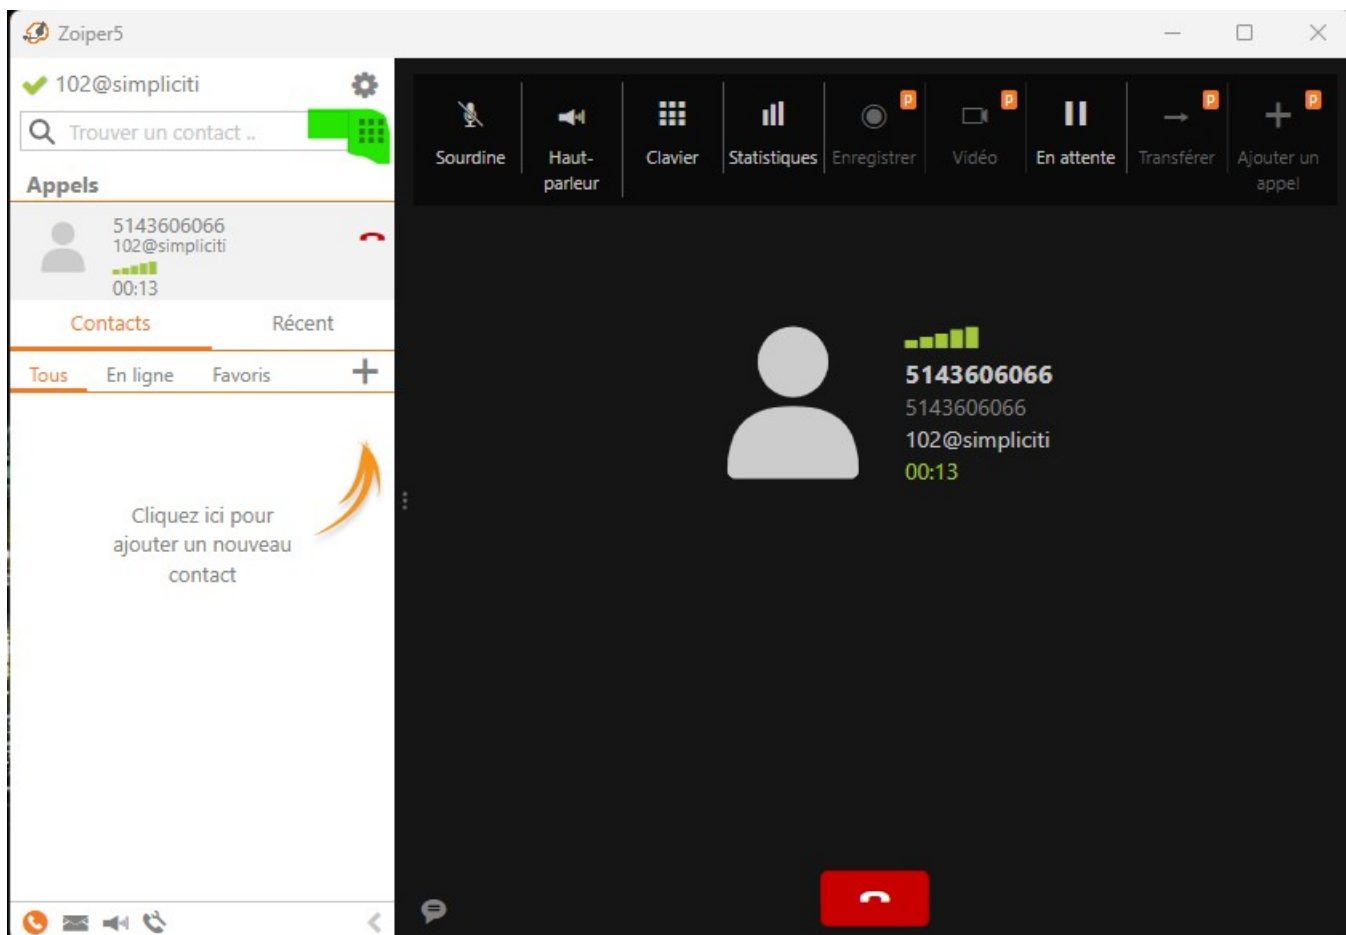 Zoiper5
102@simpliciti
Trouver un contact ..
Appels
5143606066
102@simpliciti
00:13
Contacts
Récent
Tous
En ligne
Favoris
Cliquez ici pour
ajouter un nouveau
contact
Sourdine
Haut-
parleur
Clavier
Statistiques
Enregistrer
P
Vidéo
P
En attente
Transférer
P
Ajouter un
appel
P
5143606066
5143606066
102@simpliciti
00:13